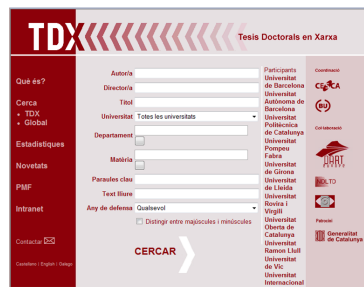 TDX
Tesis Doctorals en Xarxa
Què és?
Cerca
TDX
Global
Estadístiques
Novetats
PMF
Intranet
Contactar
Castellano | English | Galego
Autor/a
Director/a
Títol
Universitat Totes les universitats
Departament
Matèria
Paraules clau
Text lliure
Any de defensa Qualsevol
Distingir entre majúscules i minúscules
CERCAR
Participants
Universitat
de Barcelona
Universitat
Autònoma de
Barcelona
Universitat
Politècnica
de Catalunya
Universitat
Pompeu
Fabra
Universitat
de Girona
Universitat
de Lleida
Universitat
Rovira i
Virgili
Universitat
Oberta de
Catalunya
Universitat
Ramon Llull
Universitat
de Vic
Universitat
Internacional
Coordinació
CESCA
Col·laboració
DART
EUROPE
NDLTD
Patrocini
Generalitat
de Catalunya